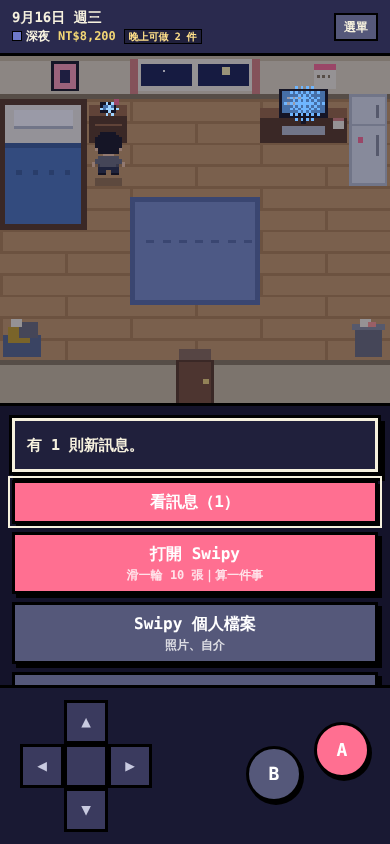 9月16日 週三
深夜 NT$8,200 晚上可做 2 件
選單
有 1 則新訊息。
看訊息（1）
打開 Swipy
滑一輪 10 張｜算一件事
Swipy 個人檔案
照片、自介
▲
◀ ▶
▼
A
B